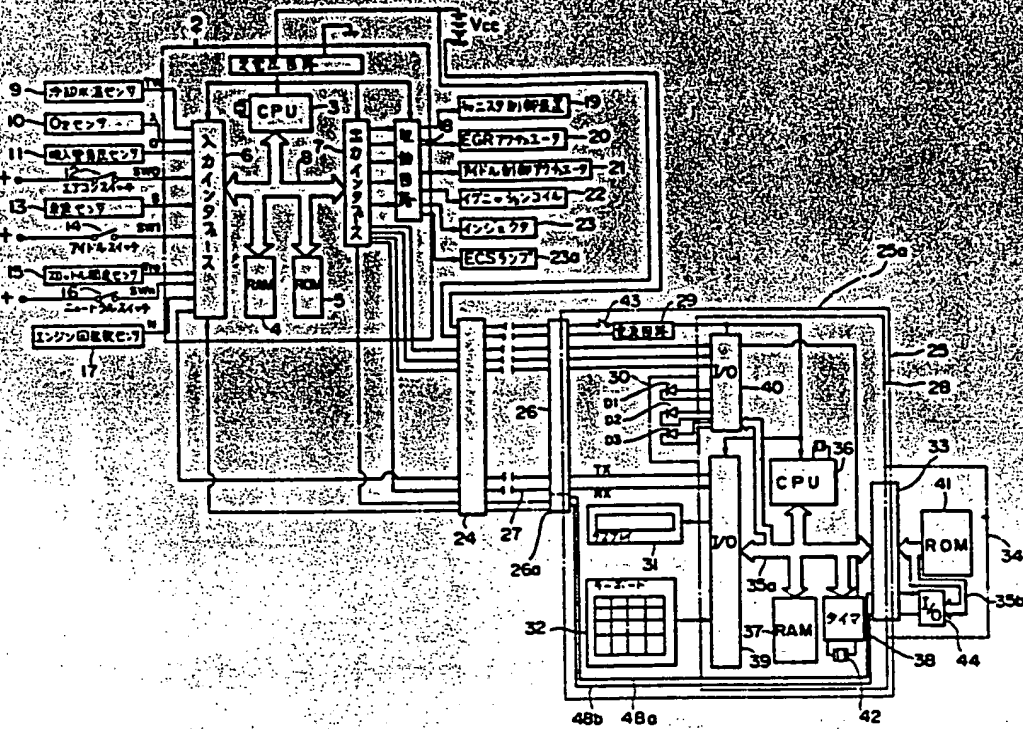 2
Vcc
定電圧回路
9
冷却水温センサ
Tw
CPU
3
10
O2センサ
11
吸入管負圧センサ
12
SW0
エアコンスイッチ
13
車速センサ
S
14
SW1
アイドルスイッチ
15
スロットル開度センサ
16
SWn
ニュートラルスイッチ
エンジン回転数センサ
N
17
入力インタフェース
6
8
RAM
4
ROM
5
7
駆動回路
キャニスタ制御装置
19
EGRアクチュエータ
20
アイドル制御アクチュエータ
21
イグニッションコイル
22
インジェクタ
23
ECSランプ
23a
25a
43
29
電源回路
25
28
I/O
40
30
D1
D2
D3
26
CPU
36
33
41
ROM
34
TX
RX
24
27
26a
ディスプレイ
31
I/O
35a
35b
キーボード
32
37
RAM
39
タイマ
38
I/O
44
42
48b
48a